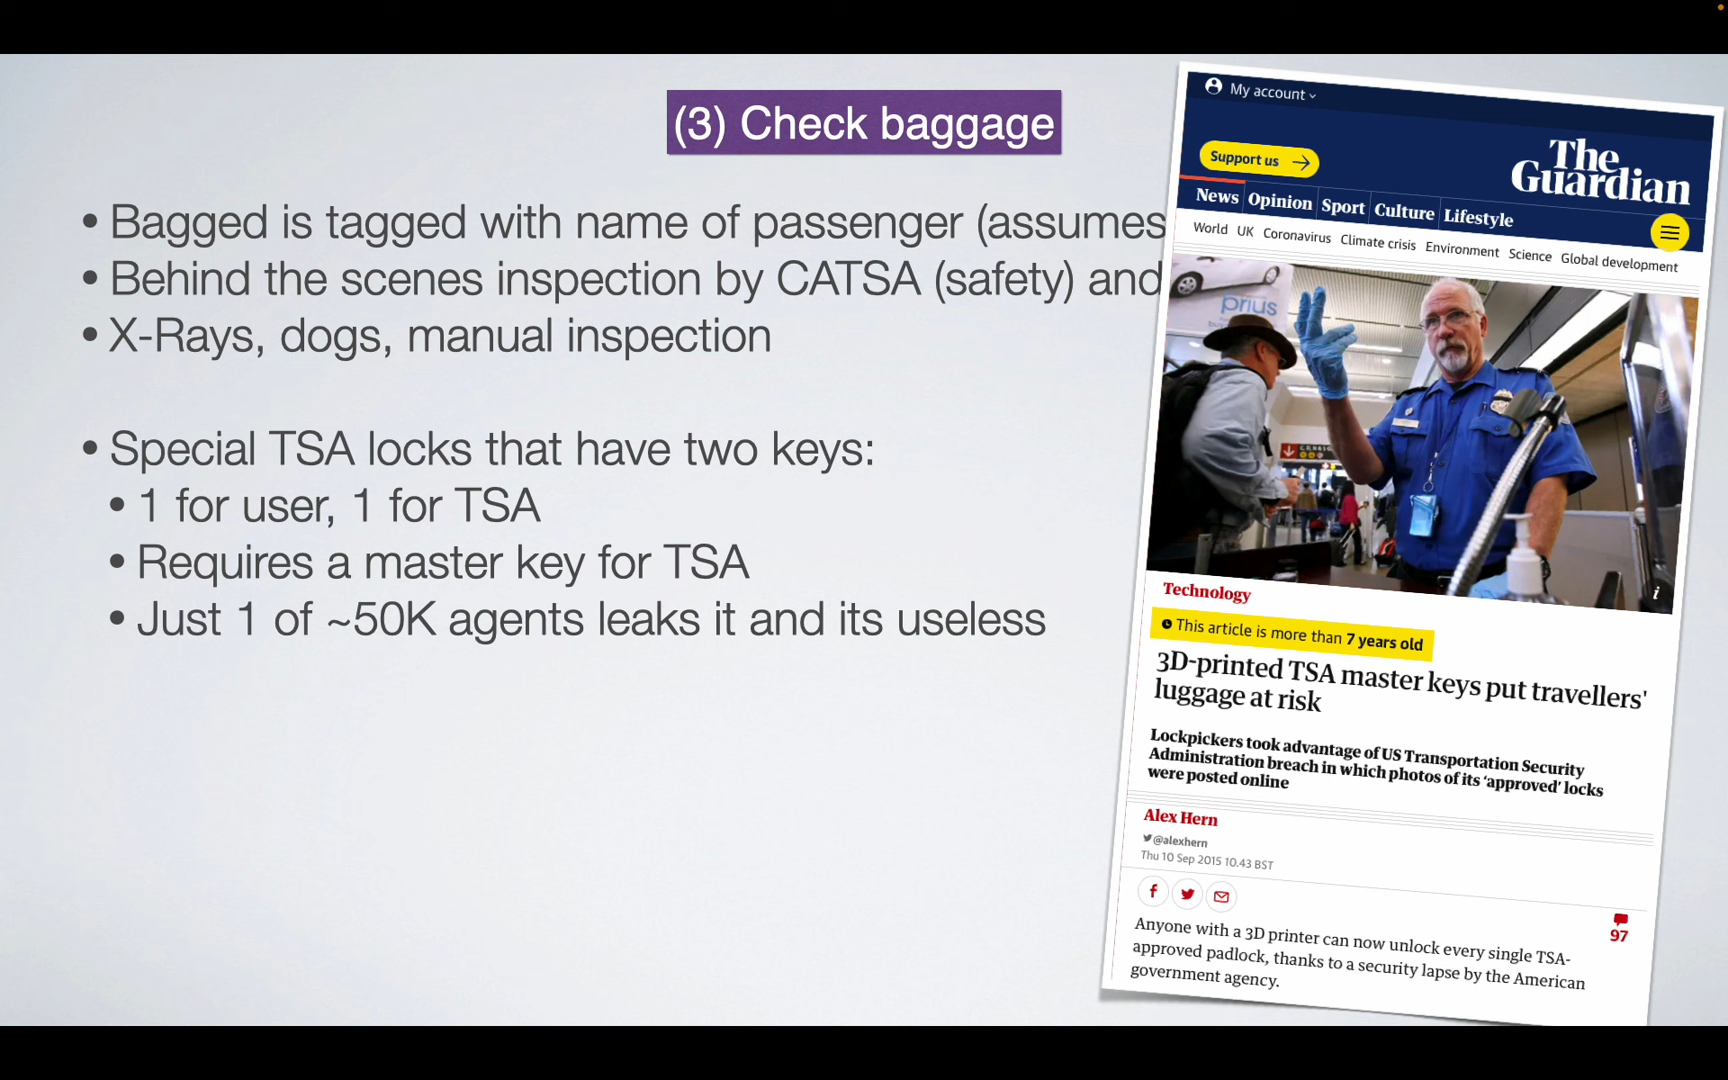 (3) Check baggage
• Bagged is tagged with name of passenger (assumes
• Behind the scenes inspection by CATSA (safety) and
• X-Rays, dogs, manual inspection
• Special TSA locks that have two keys:
• 1 for user, 1 for TSA
• Requires a master key for TSA
• Just 1 of ~50K agents leaks it and its useless
My account
Support us
The
Guardian
News Opinion Sport Culture Lifestyle
World UK Coronavirus Climate crisis Environment Science Global development
prius
Technology
This article is more than 7 years old
3D-printed TSA master keys put travellers'
luggage at risk
Lockpickers took advantage of US Transportation Security
Administration breach in which photos of its ‘approved’ locks
were posted online
Alex Hern
@alexhern
Thu 10 Sep 2015 10.43 BST
97
Anyone with a 3D printer can now unlock every single TSA-
approved padlock, thanks to a security lapse by the American
government agency.